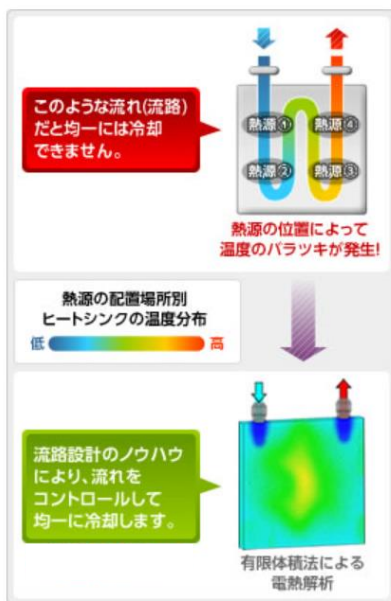 このような流れ(流路)
だと均一には冷却
できません。
熱源①
熱源④
熱源②
熱源③
熱源の位置によって
温度のバラツキが発生!
熱源の配置場所別
ヒートシンクの温度分布
低
高
流路設計のノウハウ
により、流れを
コントロールして
均一に冷却します。
有限体積法による
電熱解析